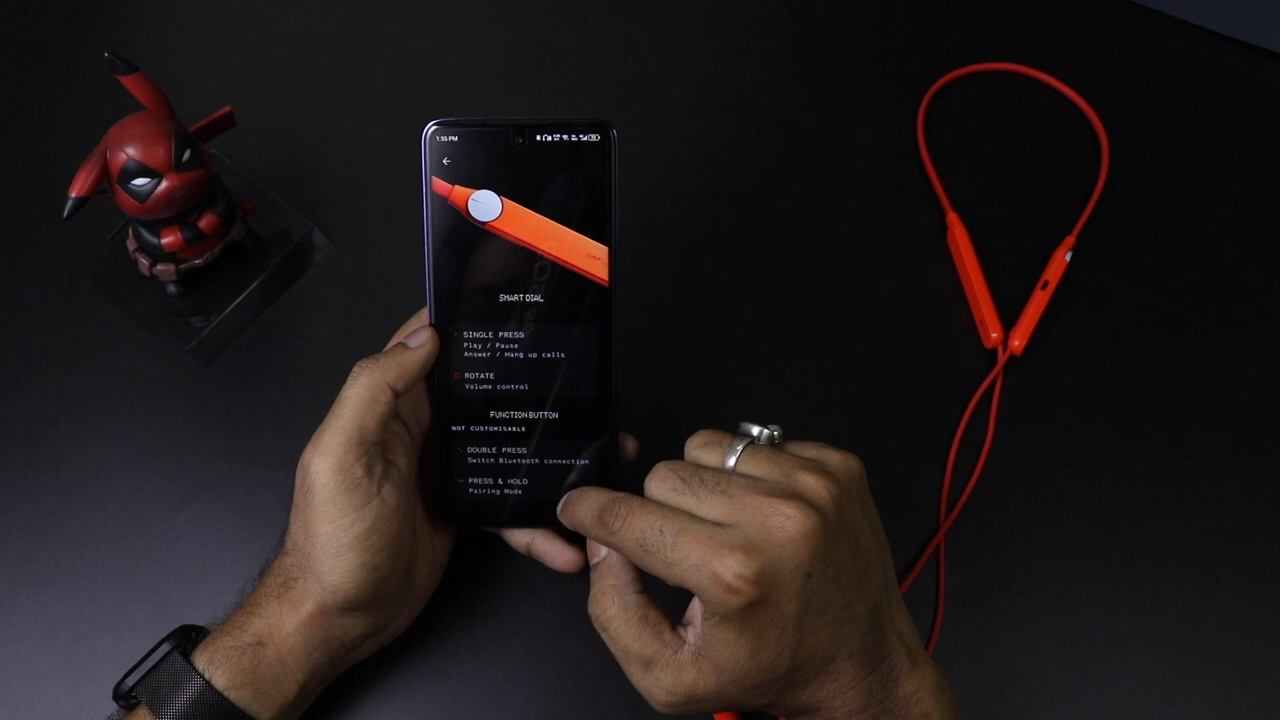 1:55 PM
SMART DIAL
SINGLE PRESS
Play / Pause
Answer / Hang up calls
ROTATE
Volume control
FUNCTION BUTTON
NOT CUSTOMISABLE
DOUBLE PRESS
Switch Bluetooth connection
PRESS & HOLD
Pairing Mode